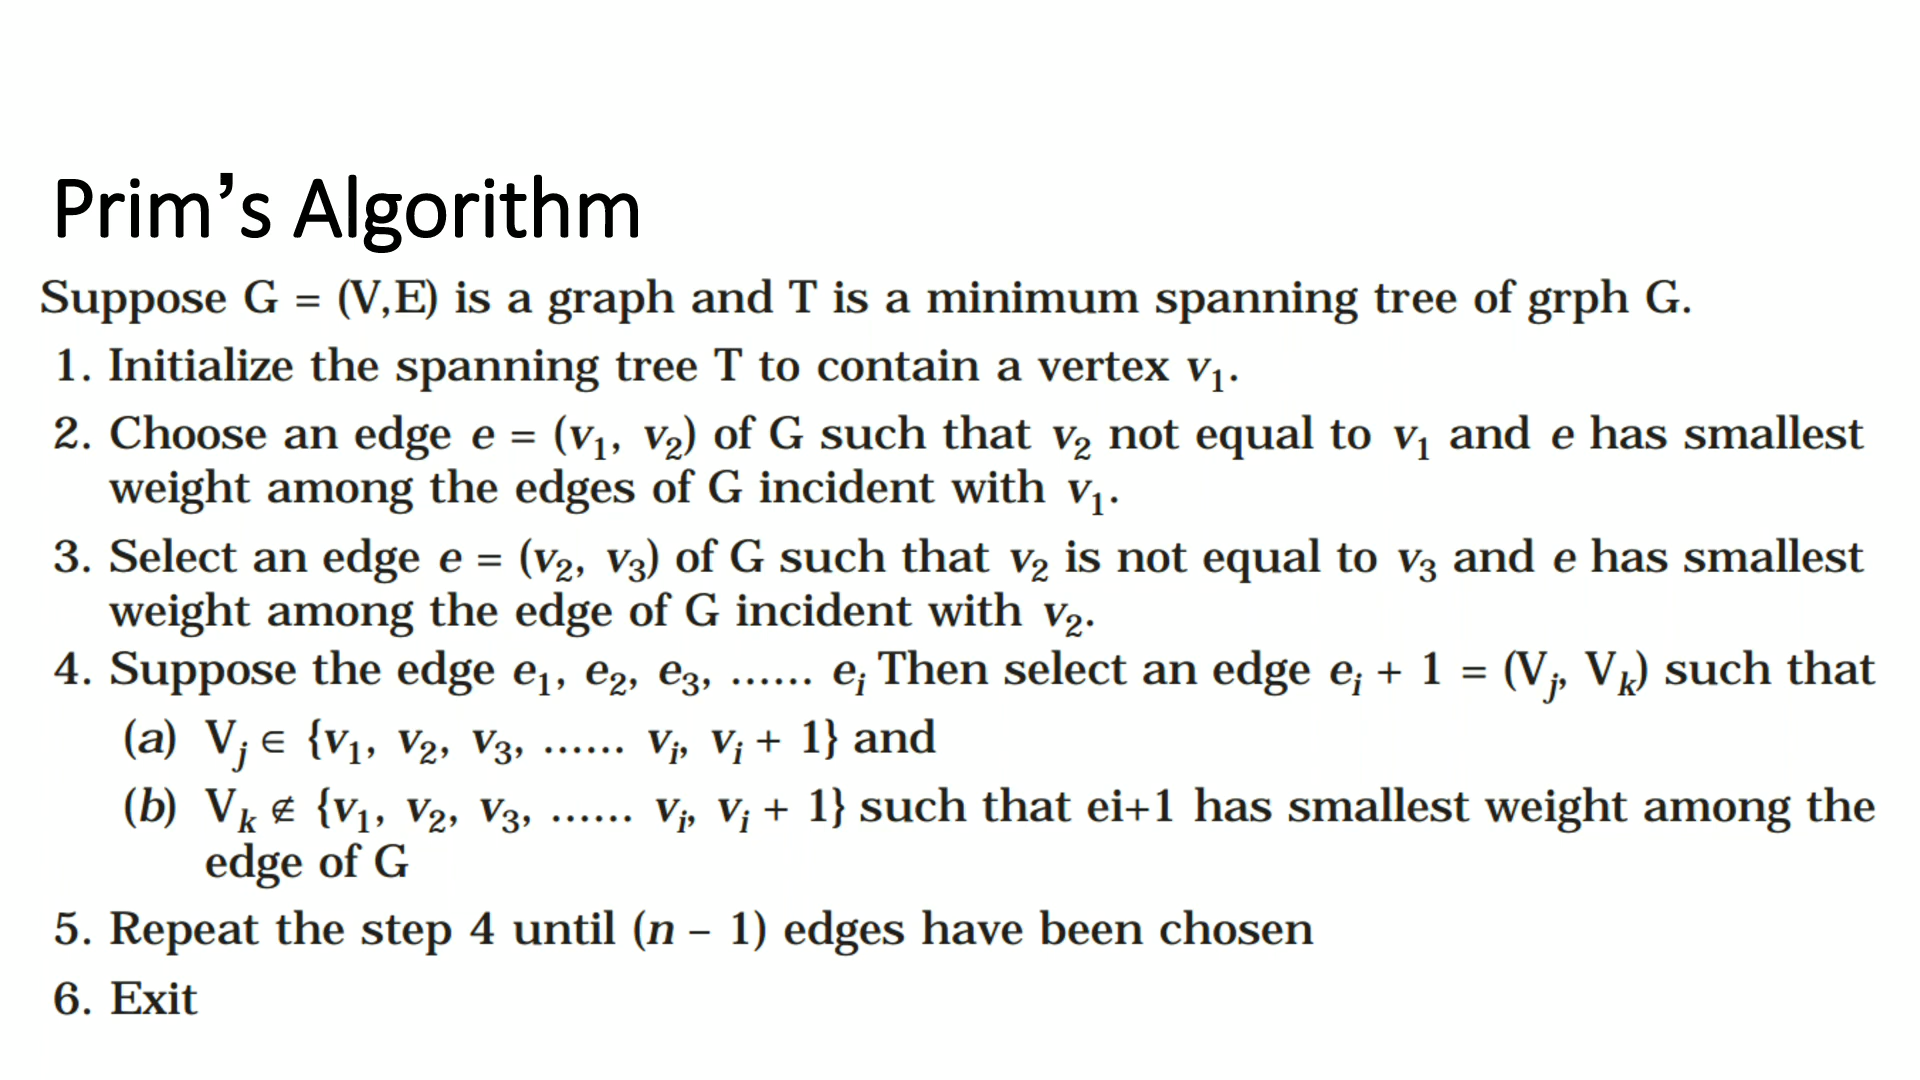 Prim's Algorithm
Suppose G = (V,E) is a graph and T is a minimum spanning tree of grph G.
1. Initialize the spanning tree T to contain a vertex v₁.
2. Choose an edge e = (v₁, v₂) of G such that v₂ not equal to v₁ and e has smallest
weight among the edges of G incident with v₁.
3. Select an edge e = (v₂, v₃) of G such that v₂ is not equal to v₃ and e has smallest
weight among the edge of G incident with v₂.
4. Suppose the edge e₁, e₂, e₃, ...... eᵢ Then select an edge eᵢ + 1 = (Vⱼ, Vₖ) such that
(a) Vⱼ ∈ {v₁, v₂, v₃, ...... vᵢ, vᵢ + 1} and
(b) Vₖ ∉ {v₁, v₂, v₃, ...... vᵢ, vᵢ + 1} such that ei+1 has smallest weight among the
edge of G
5. Repeat the step 4 until (n – 1) edges have been chosen
6. Exit